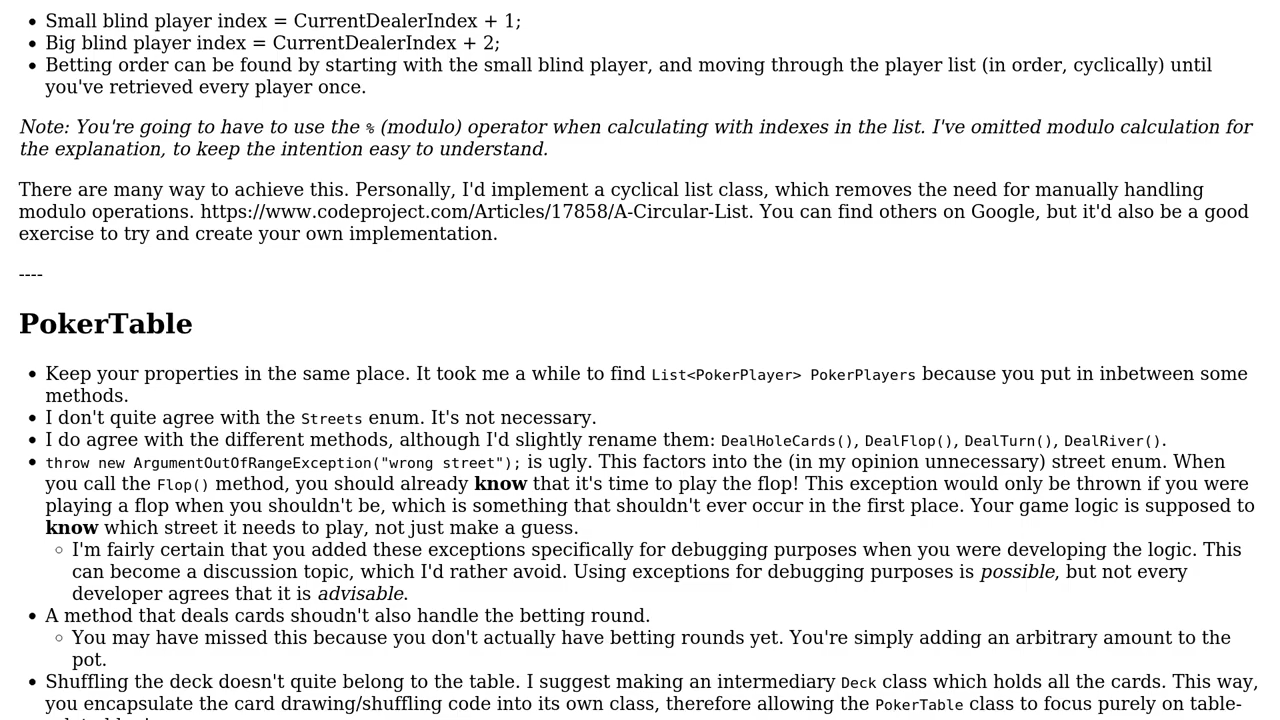 Small blind player index = CurrentDealerIndex + 1;
Big blind player index = CurrentDealerIndex + 2;
Betting order can be found by starting with the small blind player, and moving through the player list (in order, cyclically) until
you've retrieved every player once.
Note: You're going to have to use the % (modulo) operator when calculating with indexes in the list. I've omitted modulo calculation for
the explanation, to keep the intention easy to understand.
There are many way to achieve this. Personally, I'd implement a cyclical list class, which removes the need for manually handling
modulo operations. https://www.codeproject.com/Articles/17858/A-Circular-List. You can find others on Google, but it'd also be a good
exercise to try and create your own implementation.
----
PokerTable
Keep your properties in the same place. It took me a while to find List<PokerPlayer> PokerPlayers because you put in inbetween some
methods.
I don't quite agree with the Streets enum. It's not necessary.
I do agree with the different methods, although I'd slightly rename them: DealHoleCards(), DealFlop(), DealTurn(), DealRiver().
throw new ArgumentOutOfRangeException("wrong street"); is ugly. This factors into the (in my opinion unnecessary) street enum. When
you call the Flop() method, you should already know that it's time to play the flop! This exception would only be thrown if you were
playing a flop when you shouldn't be, which is something that shouldn't ever occur in the first place. Your game logic is supposed to
know which street it needs to play, not just make a guess.
I'm fairly certain that you added these exceptions specifically for debugging purposes when you were developing the logic. This
can become a discussion topic, which I'd rather avoid. Using exceptions for debugging purposes is possible, but not every
developer agrees that it is advisable.
A method that deals cards shoudn't also handle the betting round.
You may have missed this because you don't actually have betting rounds yet. You're simply adding an arbitrary amount to the
pot.
Shuffling the deck doesn't quite belong to the table. I suggest making an intermediary Deck class which holds all the cards. This way,
you encapsulate the card drawing/shuffling code into its own class, therefore allowing the PokerTable class to focus purely on table-